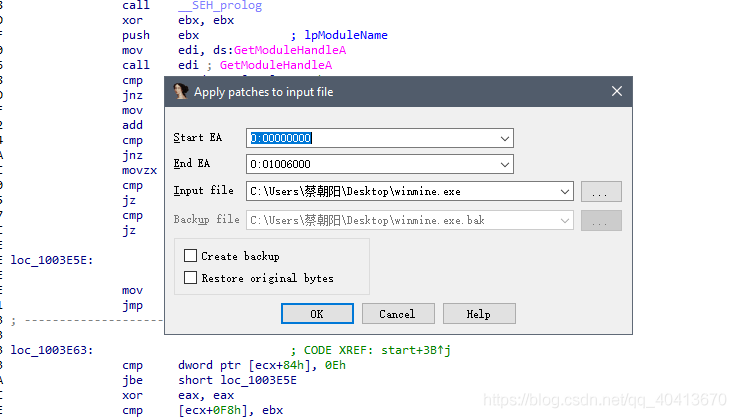 call    __SEH_prolog
xor     ebx, ebx
push    ebx             ; lpModuleName
mov     edi, ds:GetModuleHandleA
call    edi ; GetModuleHandleA
cmp
jnz
mov
add
cmp
jnz
movzx
cmp
jz
cmp
jz
loc_1003E5E:
mov
jmp
; ----------------------
loc_1003E63:                            ; CODE XREF: start+3B↑j
cmp     dword ptr [ecx+84h], 0Eh
jbe     short loc_1003E5E
xor     eax, eax
cmp     [ecx+0F8h], ebx
Apply patches to input file
Start EA 0:00000000
End EA 0:01006000
Input file C:\Users\蔡朝阳\Desktop\winmine.exe ...
Backup file C:\Users\蔡朝阳\Desktop\winmine.exe.bak ...
Create backup
Restore original bytes
OK Cancel Help
https://blog.csdn.net/qq_40413670